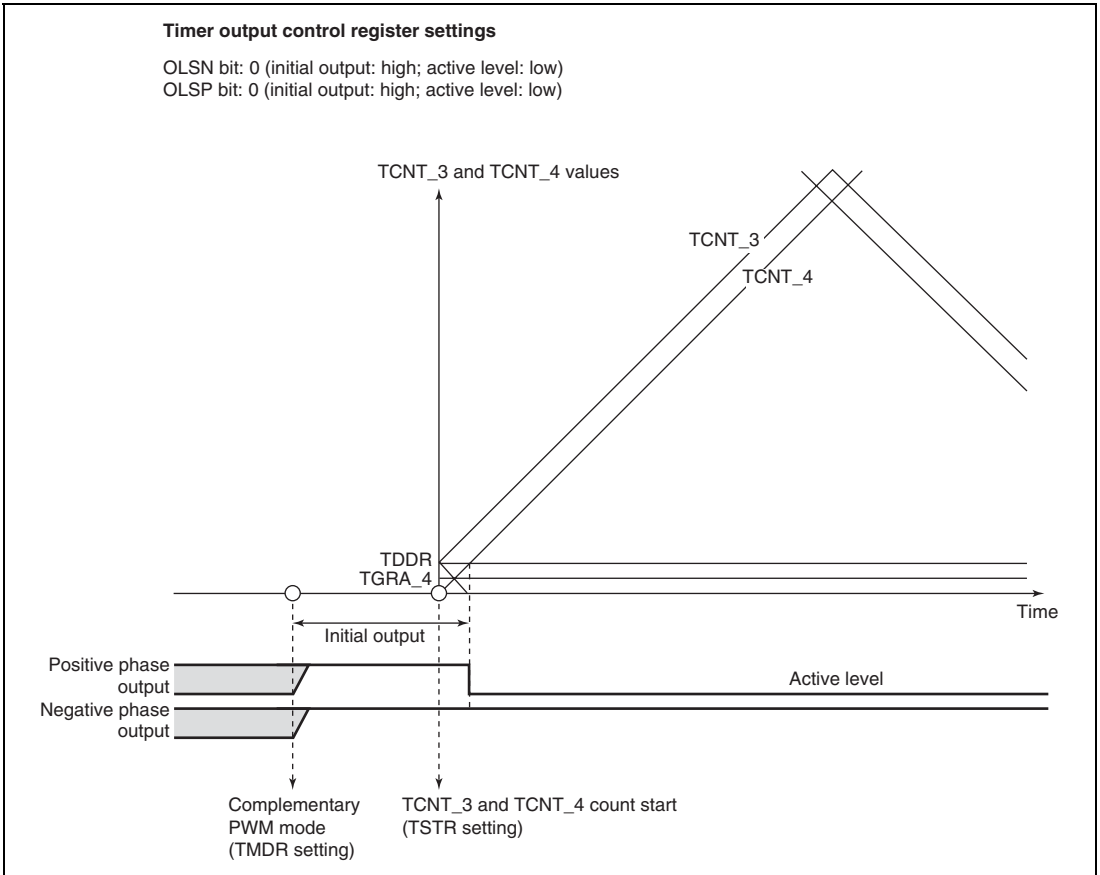 Timer output control register settings
OLSN bit: 0 (initial output: high; active level: low)
OLSP bit: 0 (initial output: high; active level: low)
TCNT_3 and TCNT_4 values
TCNT_3
TCNT_4
TDDR
TGRA_4
Time
Initial output
Positive phase
output
Active level
Negative phase
output
Complementary
PWM mode
(TMDR setting)
TCNT_3 and TCNT_4 count start
(TSTR setting)